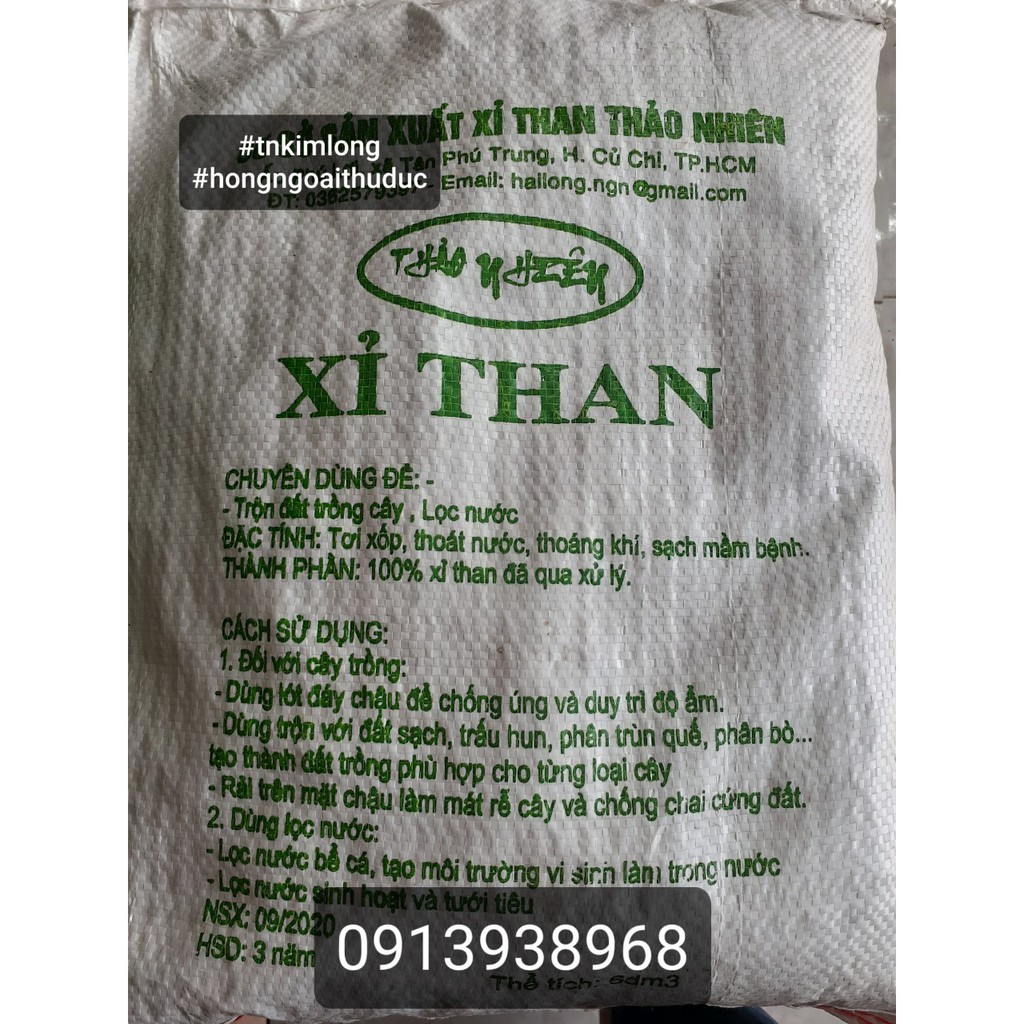 #tnkimlong
#hongngoaithuduc
SẢN XUẤT XỈ THAN THẢO NHIÊN
Phú Trung, H. Củ Chi, TP.HCM
Email: hailong.ngn@gmail.com
THẢO NHIÊN
XỈ THAN
CHUYÊN DÙNG ĐỂ: -
- Trộn đất trồng cây , Lọc nước
ĐẶC TÍNH: Tơi xốp, thoát nước, thoáng khí, sạch mầm bệnh.
THÀNH PHẦN: 100% xỉ than đã qua xử lý.
CÁCH SỬ DỤNG:
1. Đối với cây trồng:
- Dùng lót đáy chậu để chống úng và duy trì độ ẩm.
- Dùng trộn với đất sạch, trấu hun, phân trùn quế, phân bò...
tạo thành đất trồng phù hợp cho từng loại cây
- Rải trên mặt chậu làm mát rễ cây và chống chai cứng đất.
2. Dùng lọc nước:
- Lọc nước bể cá, tạo môi trường vi sinh làm trong nước
- Lọc nước sinh hoạt và tưới tiêu
NSX: 09/2020
HSD: 3 năm
0913938968
Thể tích: 5dm3